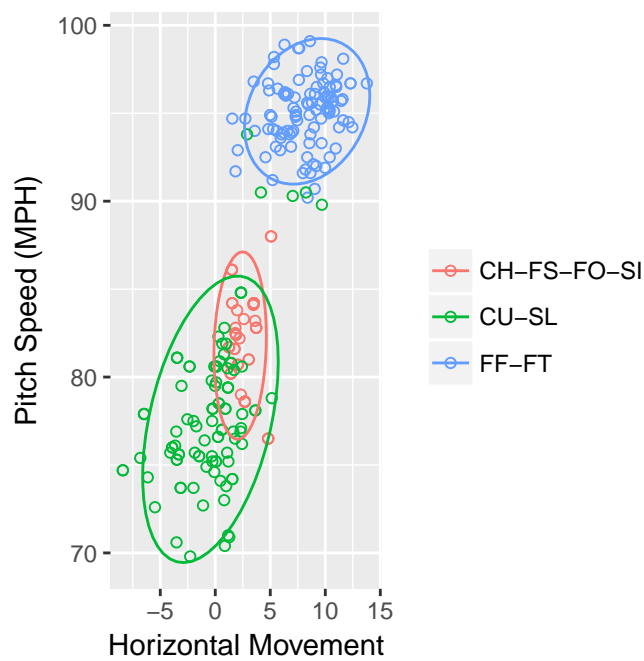 100
90
80
70
−5
0
5
10
15
Horizontal Movement
Pitch Speed (MPH)
CH−FS−FO−SI
CU−SL
FF−FT